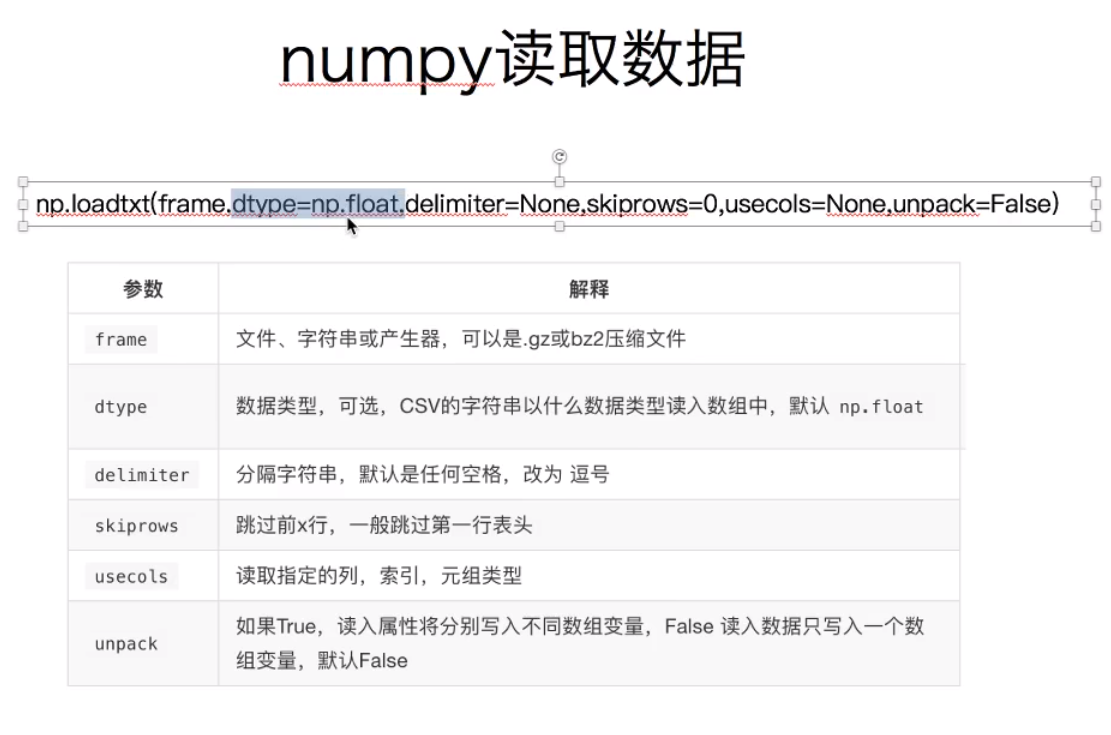 numpy读取数据
np.loadtxt(frame,dtype=np.float,delimiter=None,skiprows=0,usecols=None,unpack=False)
参数 解释
frame 文件、字符串或产生器，可以是.gz或bz2压缩文件
dtype 数据类型，可选，CSV的字符串以什么数据类型读入数组中，默认 np.float
delimiter 分隔字符串，默认是任何空格，改为 逗号
skiprows 跳过前x行，一般跳过第一行表头
usecols 读取指定的列，索引，元组类型
unpack 如果True，读入属性将分别写入不同数组变量，False 读入数据只写入一个数
组变量，默认False